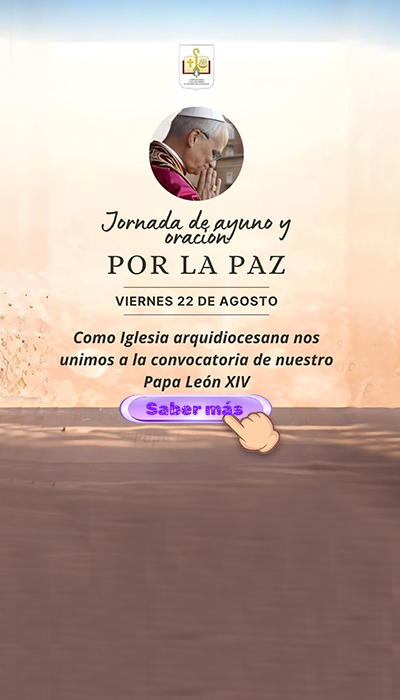 Jornada de ayuno y
oración
POR LA PAZ
VIERNES 22 DE AGOSTO
Como Iglesia arquidiocesana nos
unimos a la convocatoria de nuestro
Papa León XIV
Saber más